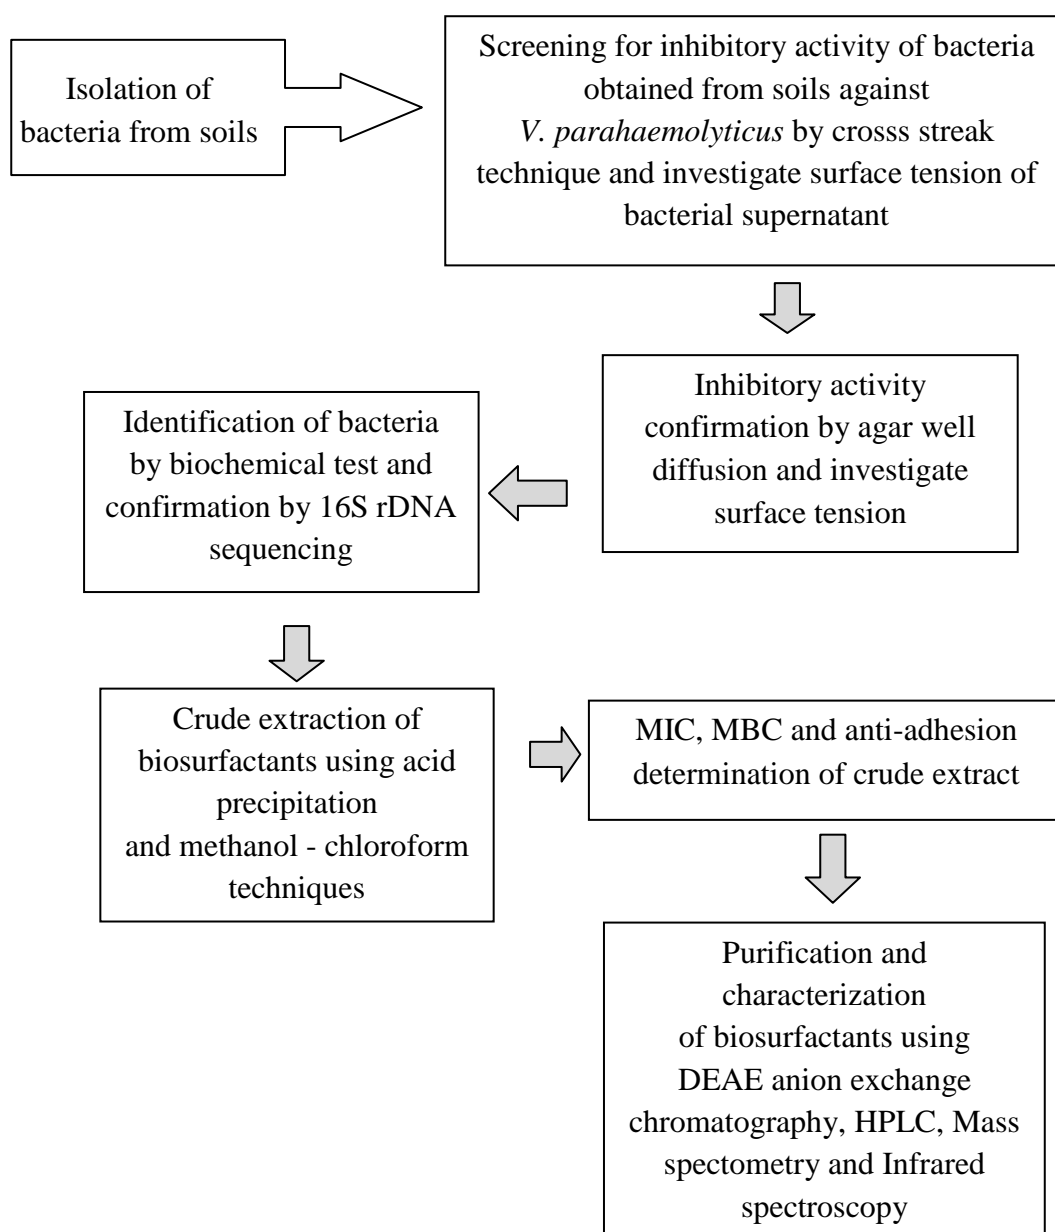 Isolation of
bacteria from soils
Screening for inhibitory activity of bacteria
obtained from soils against
V. parahaemolyticus by crosss streak
technique and investigate surface tension of
bacterial supernatant
Inhibitory activity
confirmation by agar well
diffusion and investigate
surface tension
Identification of bacteria
by biochemical test and
confirmation by 16S rDNA
sequencing
Crude extraction of
biosurfactants using acid
precipitation
and methanol - chloroform
techniques
MIC, MBC and anti-adhesion
determination of crude extract
Purification and
characterization
of biosurfactants using
DEAE anion exchange
chromatography, HPLC, Mass
spectometry and Infrared
spectroscopy